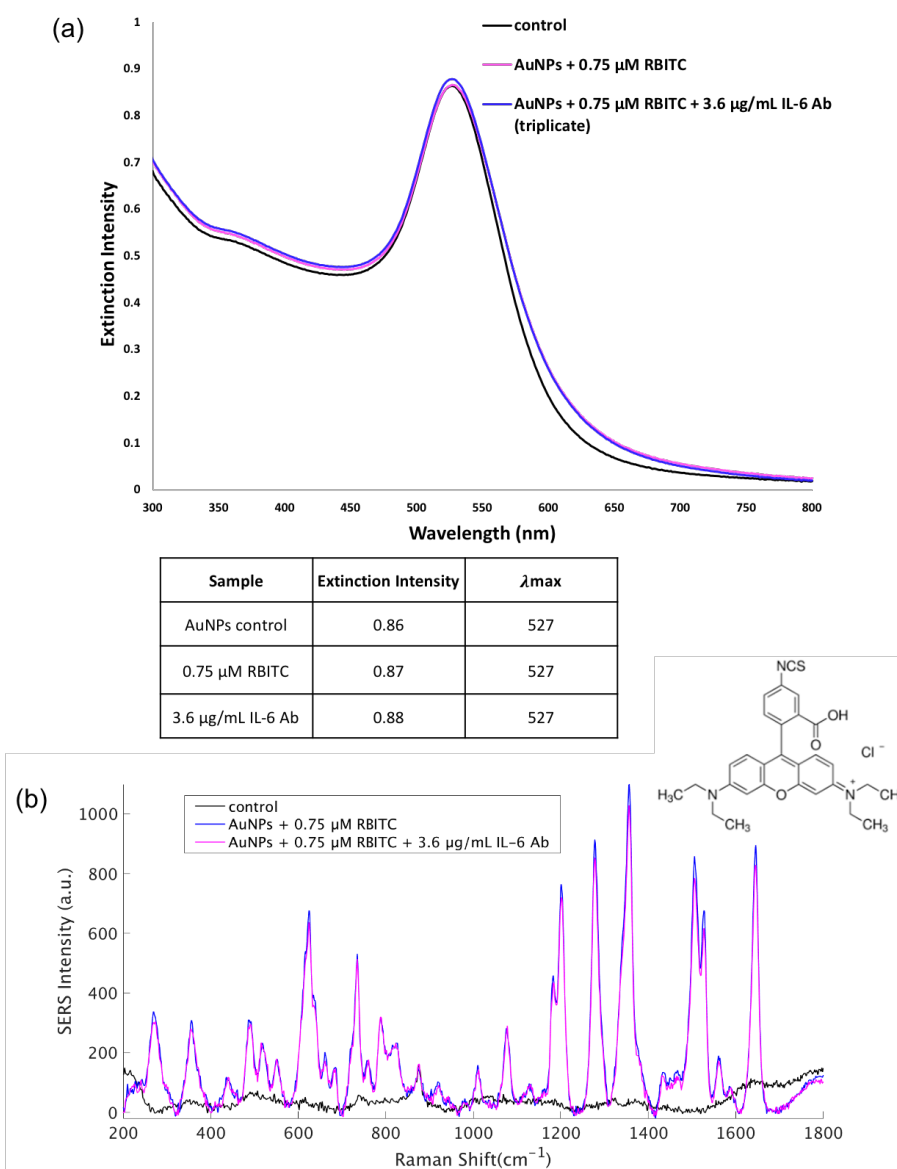 (a)
control
AuNPs + 0.75 µM RBITC
AuNPs + 0.75 µM RBITC + 3.6 µg/mL IL-6 Ab
(triplicate)
Extinction Intensity
1
0.9
0.8
0.7
0.6
0.5
0.4
0.3
0.2
0.1
0
300 350 400 450 500 550 600 650 700 750 800
Wavelength (nm)
Sample Extinction Intensity λmax
AuNPs control 0.86 527
0.75 µM RBITC 0.87 527
3.6 µg/mL IL-6 Ab 0.88 527
NCS
OH
O
Cl⁻
H₃C N O N⁺ CH
CH₃ H₃C
(b)
control
AuNPs + 0.75 µM RBITC
AuNPs + 0.75 µM RBITC + 3.6 µg/mL IL-6 Ab
SERS Intensity (a.u.)
1000
800
600
400
200
0
200 400 600 800 1000 1200 1400 1600 1800
Raman Shift(cm⁻¹)